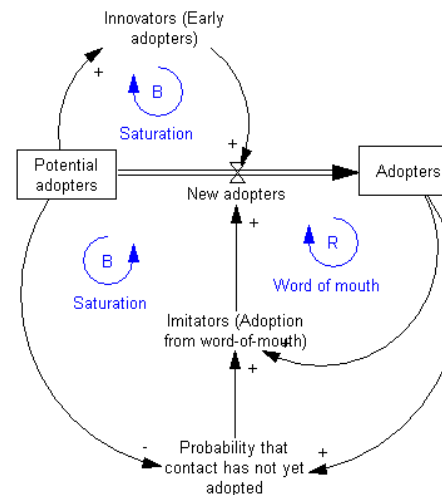 Innovators (Early
adopters)
+
B
Saturation
+
Potential
adopters
Adopters
New adopters
+
B
Saturation
R
Word of mouth
Imitators (Adoption
from word-of-mouth)
+
+
-
Probability that
contact has not yet
adopted
+